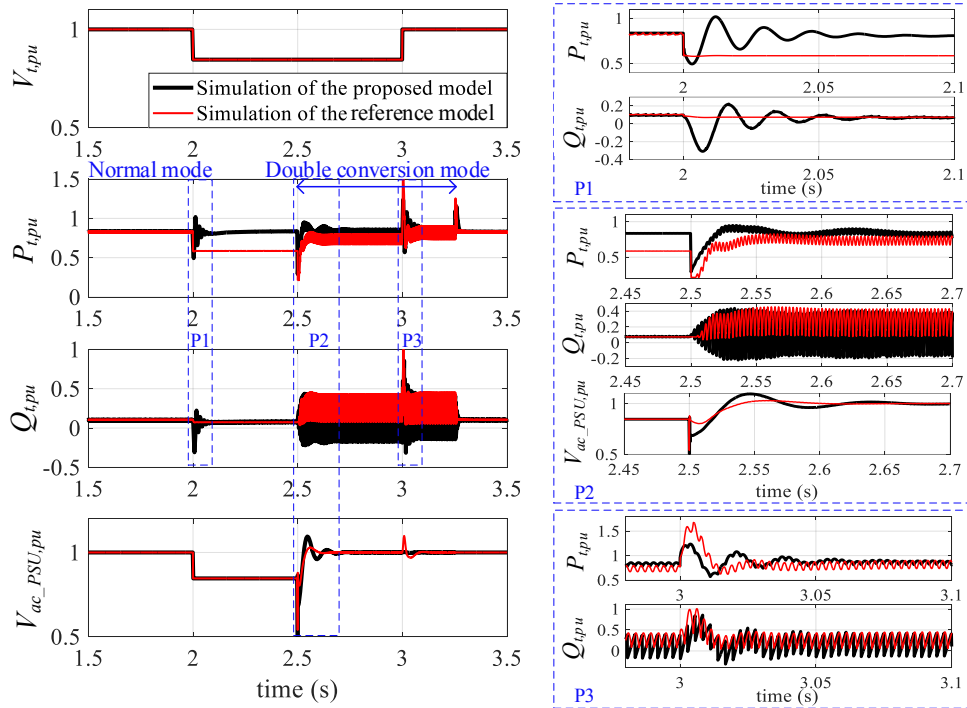 V_t,pu
1
0.5
1.5 2 2.5 3 3.5
Simulation of the proposed model
Simulation of the reference model
Normal mode
Double conversion mode
P_t,pu
1.5
1
0.5
0
1.5 2 2.5 3 3.5
P1
P2
P3
Q_t,pu
1
0.5
0
-0.5
1.5 2 2.5 3 3.5
V_ac_PSU,pu
1
0.5
1.5 2 2.5 3 3.5
time (s)
P_t,pu
1
0.5
2 2.05 2.1
Q_t,pu
0.2
0
-0.4
2 2.05 2.1
time (s)
P1
P_t,pu
1
0.5
2.45 2.5 2.55 2.6 2.65 2.7
Q_t,pu
0.4
0.2
0
-0.2
2.45 2.5 2.55 2.6 2.65 2.7
V_ac_PSU,pu
1
0.5
2.45 2.5 2.55 2.6 2.65 2.7
time (s)
P2
P_t,pu
1.5
1
0.5
3 3.05 3.1
Q_t,pu
1
0.5
0
3 3.05 3.1
time (s)
P3